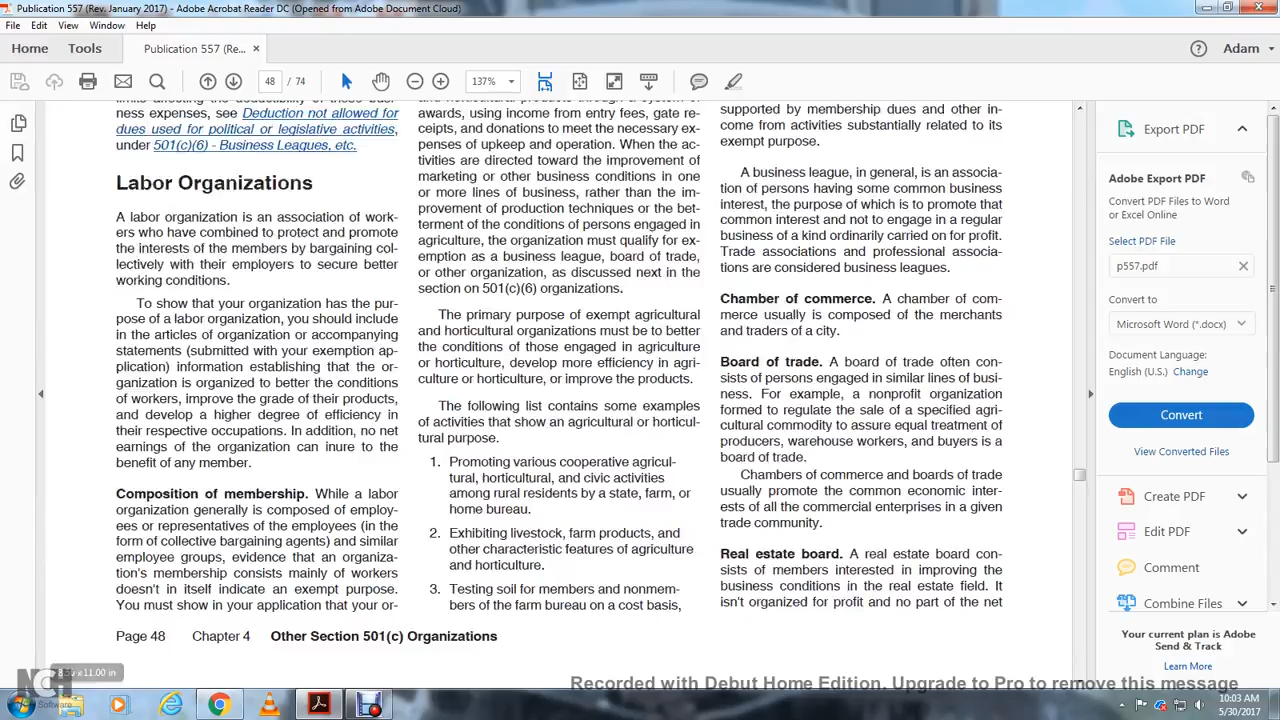 Publication 557 (Rev. January 2017) - Adobe Acrobat Reader DC (Opened from Adobe Document Cloud)
File Edit View Window Help
Home Tools Publication 557 (Re... × Adam
48 / 74 137%
limits affecting the deductibility of these busi-
ness expenses, see Deduction not allowed for
dues used for political or legislative activities,
under 501(c)(6) - Business Leagues, etc.
Labor Organizations
A labor organization is an association of work-
ers who have combined to protect and promote
the interests of the members by bargaining col-
lectively with their employers to secure better
working conditions.
To show that your organization has the pur-
pose of a labor organization, you should include
in the articles of organization or accompanying
statements (submitted with your exemption ap-
plication) information establishing that the or-
ganization is organized to better the conditions
of workers, improve the grade of their products,
and develop a higher degree of efficiency in
their respective occupations. In addition, no net
earnings of the organization can inure to the
benefit of any member.
Composition of membership. While a labor
organization generally is composed of employ-
ees or representatives of the employees (in the
form of collective bargaining agents) and similar
employee groups, evidence that an organiza-
tion's membership consists mainly of workers
doesn't in itself indicate an exempt purpose.
You must show in your application that your or-
and horticultural products through a system of
awards, using income from entry fees, gate re-
ceipts, and donations to meet the necessary ex-
penses of upkeep and operation. When the ac-
tivities are directed toward the improvement of
marketing or other business conditions in one
or more lines of business, rather than the im-
provement of production techniques or the bet-
terment of the conditions of persons engaged in
agriculture, the organization must qualify for ex-
emption as a business league, board of trade,
or other organization, as discussed next in the
section on 501(c)(6) organizations.
The primary purpose of exempt agricultural
and horticultural organizations must be to better
the conditions of those engaged in agriculture
or horticulture, develop more efficiency in agri-
culture or horticulture, or improve the products.
The following list contains some examples
of activities that show an agricultural or horticul-
tural purpose.
1. Promoting various cooperative agricul-
tural, horticultural, and civic activities
among rural residents by a state, farm, or
home bureau.
2. Exhibiting livestock, farm products, and
other characteristic features of agriculture
and horticulture.
3. Testing soil for members and nonmem-
bers of the farm bureau on a cost basis,
supported by membership dues and other in-
come from activities substantially related to its
exempt purpose.
A business league, in general, is an associa-
tion of persons having some common business
interest, the purpose of which is to promote that
common interest and not to engage in a regular
business of a kind ordinarily carried on for profit.
Trade associations and professional associa-
tions are considered business leagues.
Chamber of commerce. A chamber of com-
merce usually is composed of the merchants
and traders of a city.
Board of trade. A board of trade often con-
sists of persons engaged in similar lines of busi-
ness. For example, a nonprofit organization
formed to regulate the sale of a specified agri-
cultural commodity to assure equal treatment of
producers, warehouse workers, and buyers is a
board of trade.
Chambers of commerce and boards of trade
usually promote the common economic inter-
ests of all the commercial enterprises in a given
trade community.
Real estate board. A real estate board con-
sists of members interested in improving the
business conditions in the real estate field. It
isn't organized for profit and no part of the net
Page 48 Chapter 4 Other Section 501(c) Organizations
8.50 x 11.00 in
Export PDF
Adobe Export PDF
Convert PDF Files to Word
or Excel Online
Select PDF File
p557.pdf
Convert to
Microsoft Word (*.docx)
Document Language:
English (U.S.) Change
Convert
View Converted Files
Create PDF
Edit PDF
Comment
Combine Files
Your current plan is Adobe
Send & Track
Learn More
NCH
Software
Recorded with Debut Home Edition. Upgrade to Pro to remove this message
10:03 AM
5/30/2017